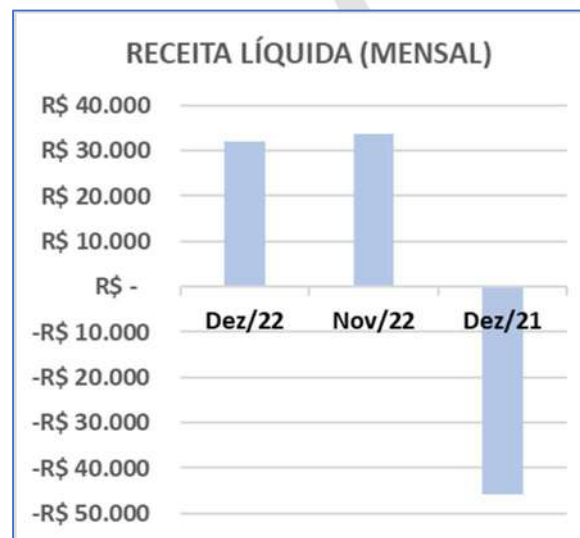 RECEITA LÍQUIDA (MENSAL)
R$ 40.000
R$ 30.000
R$ 20.000
R$ 10.000
R$ -
Dez/22 Nov/22 Dez/21
-R$ 10.000
-R$ 20.000
-R$ 30.000
-R$ 40.000
-R$ 50.000